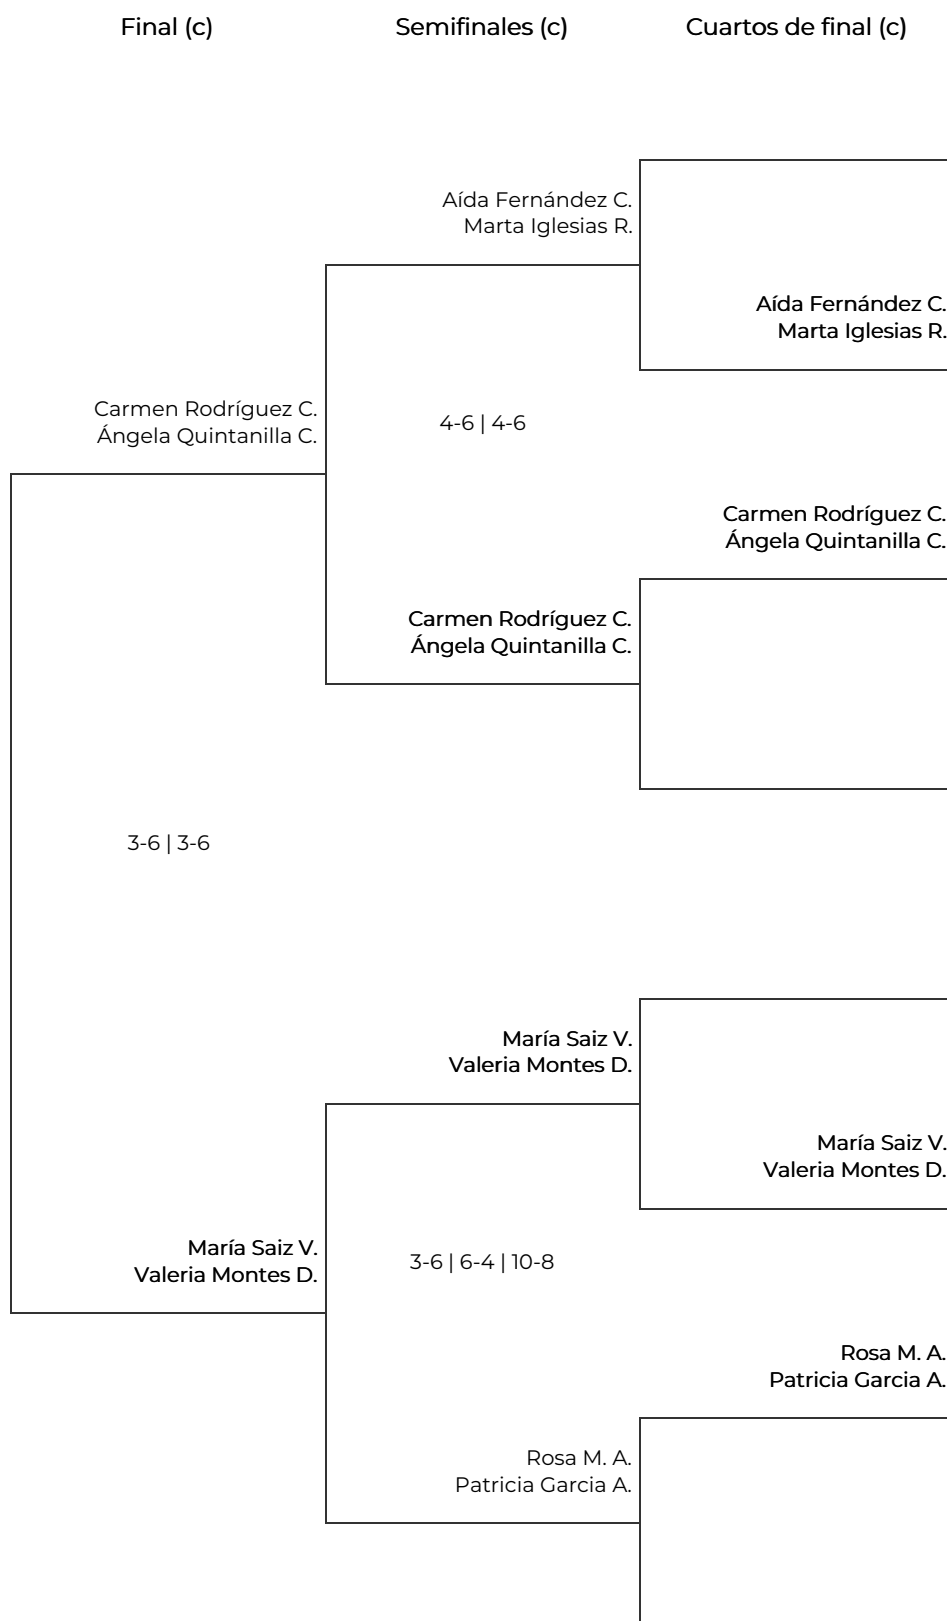 Final (c)
Semifinales (c)
Cuartos de final (c)
Aída Fernández C.
Marta Iglesias R.
Aída Fernández C.
Marta Iglesias R.
Carmen Rodríguez C.
Ángela Quintanilla C.
4-6 | 4-6
Carmen Rodríguez C.
Ángela Quintanilla C.
Carmen Rodríguez C.
Ángela Quintanilla C.
3-6 | 3-6
María Saiz V.
Valeria Montes D.
María Saiz V.
Valeria Montes D.
María Saiz V.
Valeria Montes D.
3-6 | 6-4 | 10-8
Rosa M. A.
Patricia Garcia A.
Rosa M. A.
Patricia Garcia A.